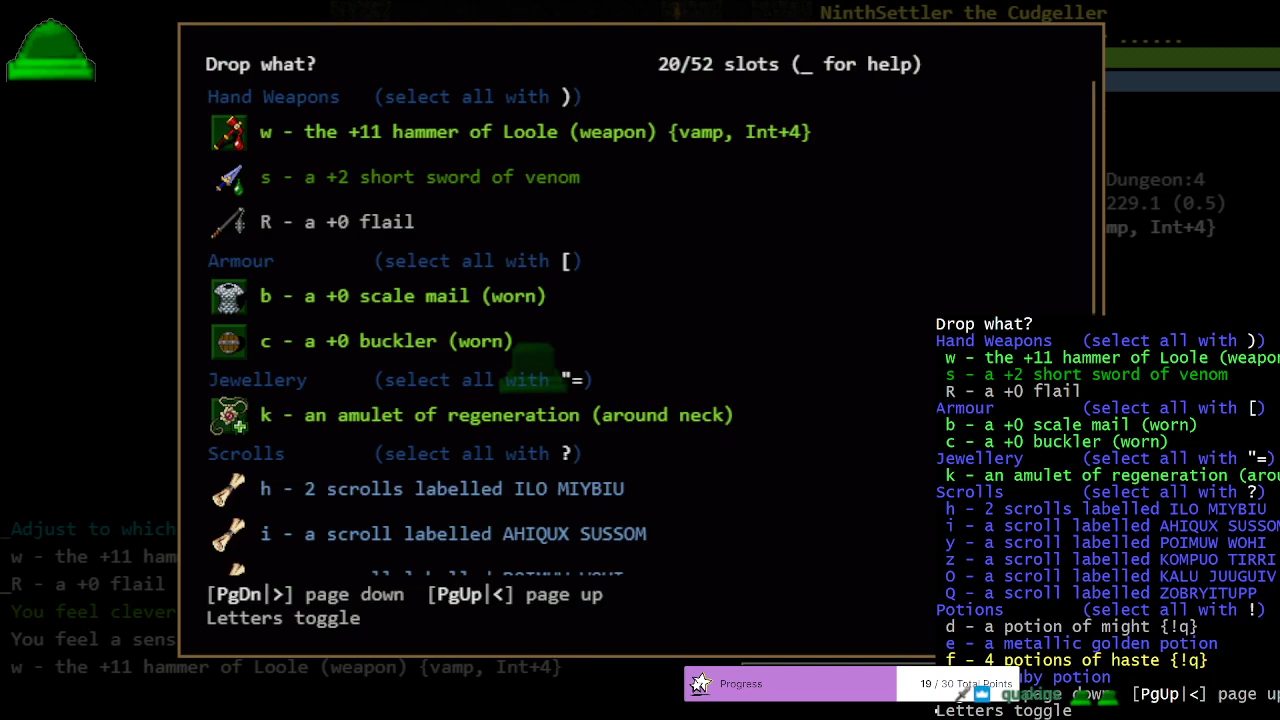 NinthSettler the Cudgeller
Drop what? 20/52 slots (_ for help)
Hand Weapons (select all with ))
w - the +11 hammer of Loole (weapon) {vamp, Int+4}
s - a +2 short sword of venom
R - a +0 flail
Armour (select all with [)
b - a +0 scale mail (worn)
c - a +0 buckler (worn)
Jewellery (select all with "=)
k - an amulet of regeneration (around neck)
Scrolls (select all with ?)
h - 2 scrolls labelled ILO MIYBIU
i - a scroll labelled AHIQUX SUSSOM
[PgDn|>] page down [PgUp|<] page up
Letters toggle
Dungeon:4
229.1 (0.5)
mp, Int+4}
_Adjust to which
w - the +11 ham
_R - a +0 flail
You feel clever
You feel a sens
w - the +11 hammer of Loole (weapon) {vamp, Int+4}
Drop what?
Hand Weapons (select all with ))
w - the +11 hammer of Loole (weapon
s - a +2 short sword of venom
R - a +0 flail
Armour (select all with [)
b - a +0 scale mail (worn)
c - a +0 buckler (worn)
Jewellery (select all with "=)
k - an amulet of regeneration (arou
Scrolls (select all with ?)
h - 2 scrolls labelled ILO MIYBIU
i - a scroll labelled AHIQUX SUSSOM
y - a scroll labelled POIMUW WOHI
z - a scroll labelled KOMPUO TIRRI
O - a scroll labelled KALU JUUGUIV
Q - a scroll labelled ZOBRYITUPP
Potions (select all with !)
d - a potion of might {!q}
e - a metallic golden potion
f - 4 potions of haste {!q}
uby potion
down [PgUp|<] page up
Letters toggle
Progress 19 / 30 Total Points